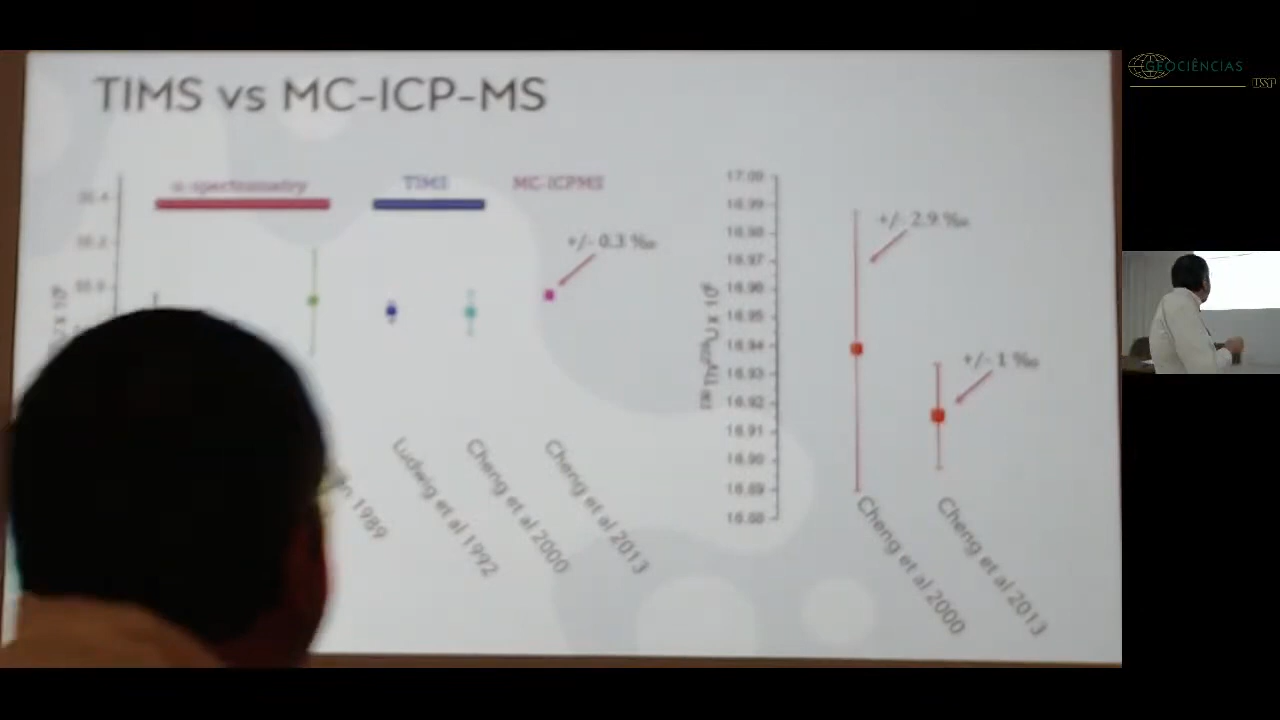 TIMS vs MC-ICP-MS
α-spectrometry
TIMS
MC-ICPMS
+/- 0.3 ‰
1989
Ludwig et al 1992
Cheng et al 2000
Cheng et al 2013
17.00
16.99
16.98
16.97
16.96
16.95
16.94
16.93
16.92
16.91
16.90
16.89
16.88
+/- 2.9 ‰
+/- 1 ‰
Cheng et al 2000
Cheng et al 2013
GEOCIÊNCIAS
USP